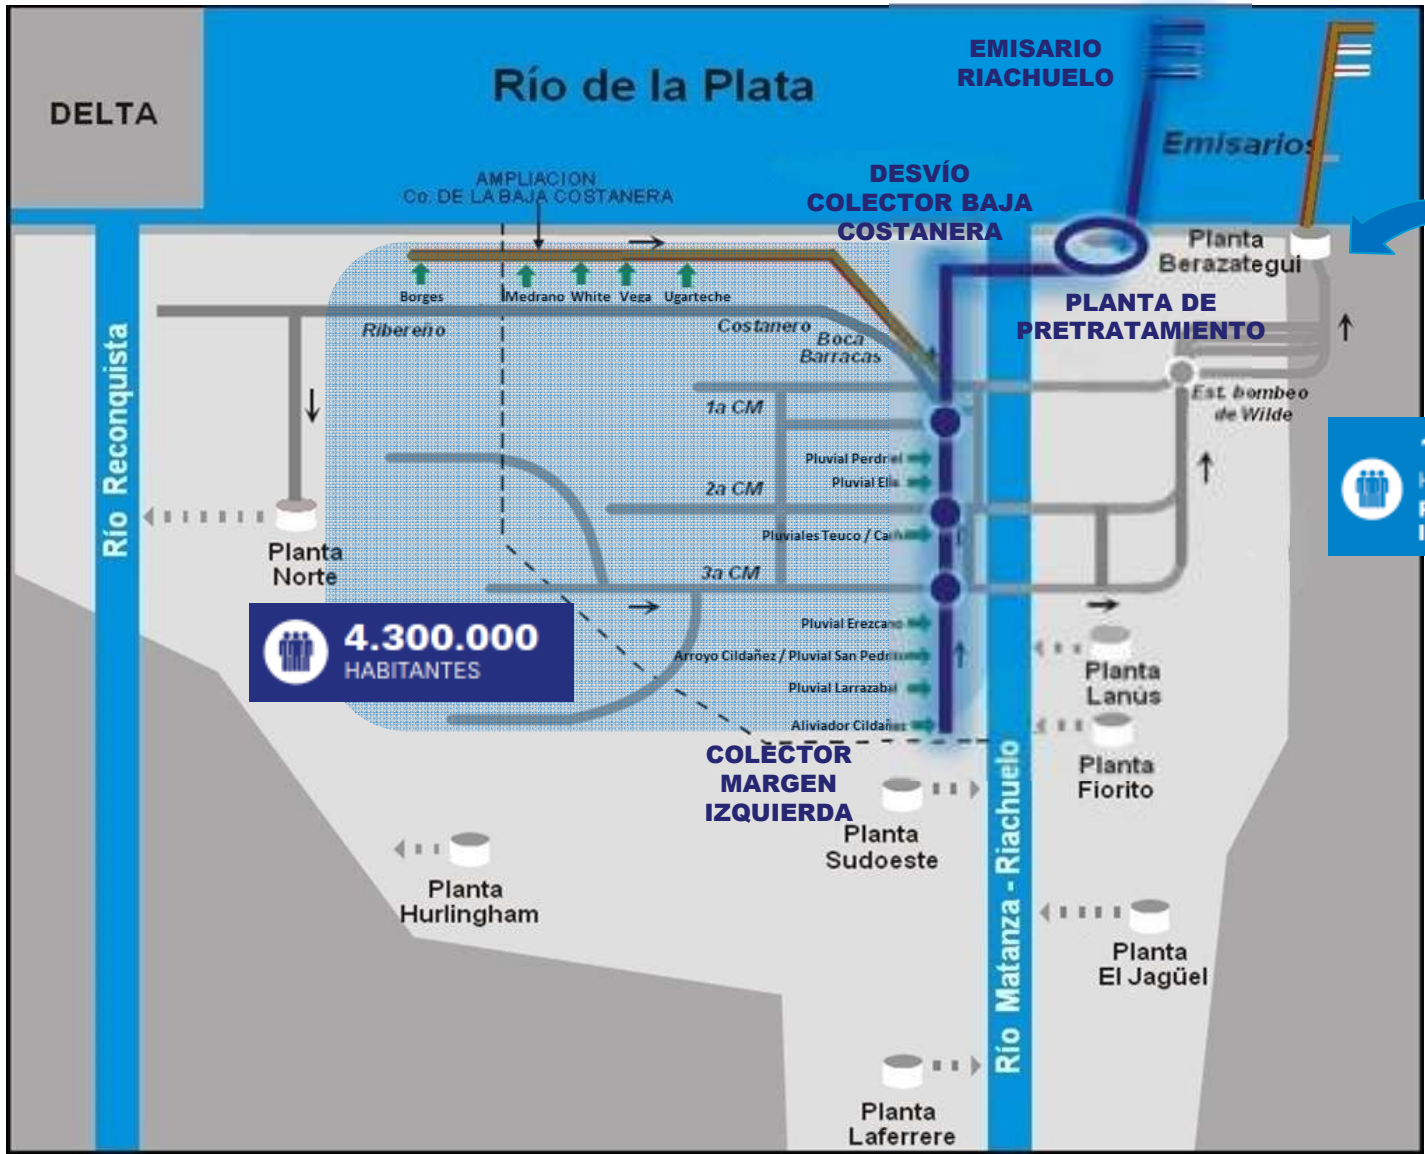 EMISARIO
RIACHUELO
Río de la Plata
DELTA
Emisarios
AMPLIACION
Co. DE LA BAJA COSTANERA
DESVÍO
COLECTOR BAJA
COSTANERA
Planta
Berazategui
Borges
Medrano
White
Vega
Ugarteche
PLANTA DE
PRETRATAMIENTO
Ribereno
Costanero
Boca
Barracas
Río Reconquista
1a CM
Est. bombeo
de Wilde
Pluvial Perdriel
Pluvial Elia
2a CM
Pluviales Teuco /
Planta
Norte
3a CM
4.300.000
HABITANTES
Pluvial Erezcano
Arroyo Cildañez / Pluvial San Pedrito
Pluvial Larrazabal
Aliviador Cildañez
Planta
Lanús
COLECTOR
MARGEN
IZQUIERDA
Planta
Fiorito
Planta
Sudoeste
Río Matanza - Riachuelo
Planta
Hurlingham
Planta
El Jagüel
Planta
Laferrere